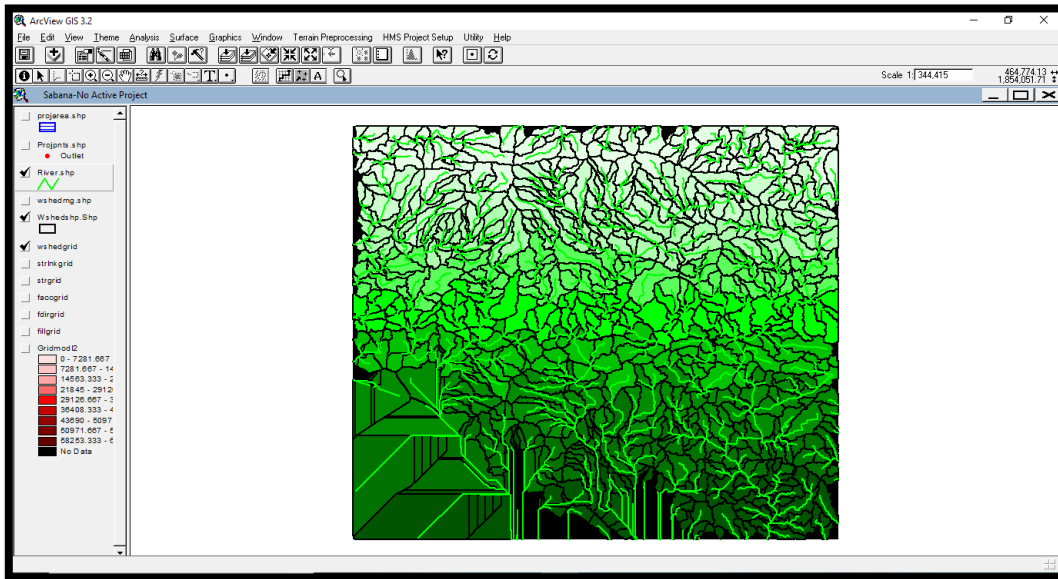 ArcView GIS 3.2
File Edit View Theme Analysis Surface Graphics Window Terrain Preprocessing HMS Project Setup Utility Help
Scale 1: 344,415
464,774.13
1,854,051.71
Sabana-No Active Project
projarea.shp
Projpnts.shp
Outlet
River.shp
wshedmg.shp
Wshedshp.Shp
wshedgrid
strlnkgrid
strgrid
facogrid
fdirgrid
fillgrid
Gridmodl2
0 - 7281.667
7281.667 - 14
14563.333 - 2
21845 - 2912
29126.667 - 3
36408.333 - 4
43690 - 5097
50971.667 - 5
58253.333 - 6
No Data